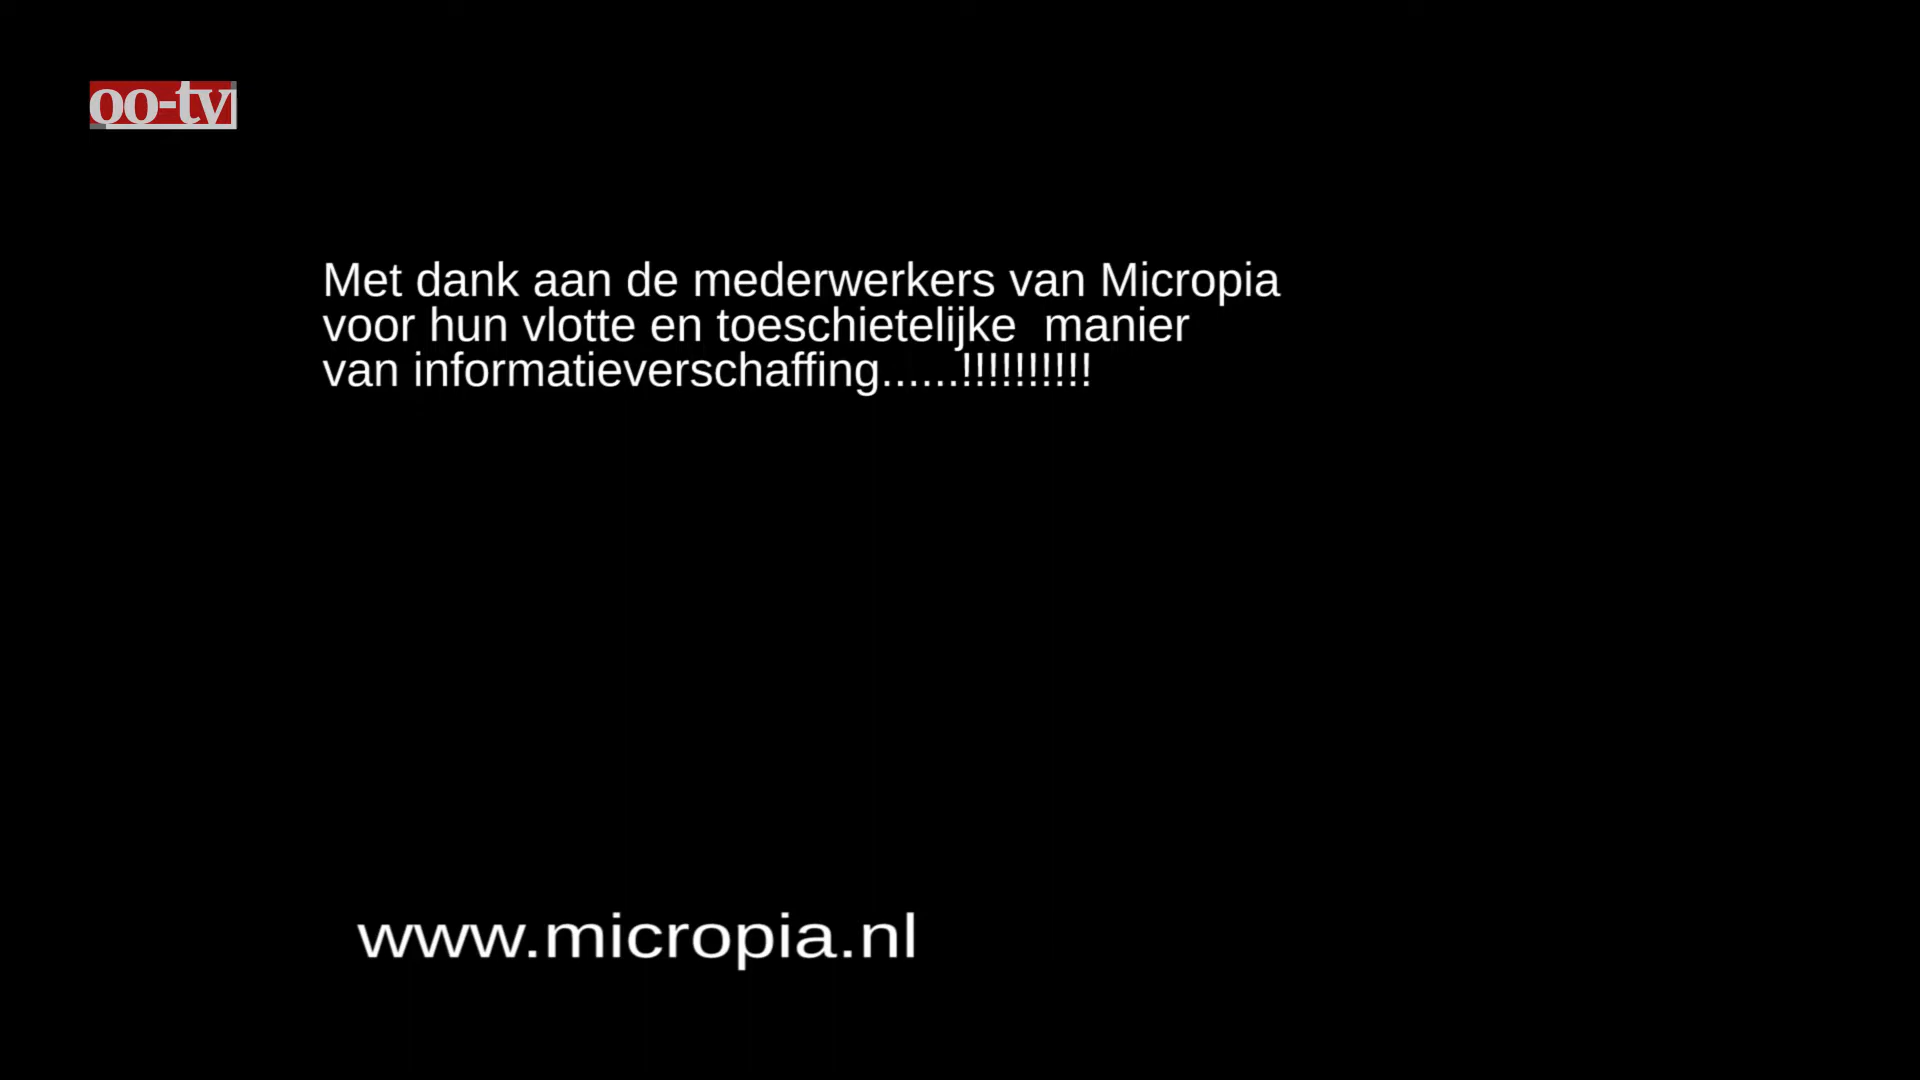 oo-tv
Met dank aan de mederwerkers van Micropia
voor hun vlotte en toeschietelijke  manier
van informatieverschaffing......!!!!!!!!!!
www.micropia.nl